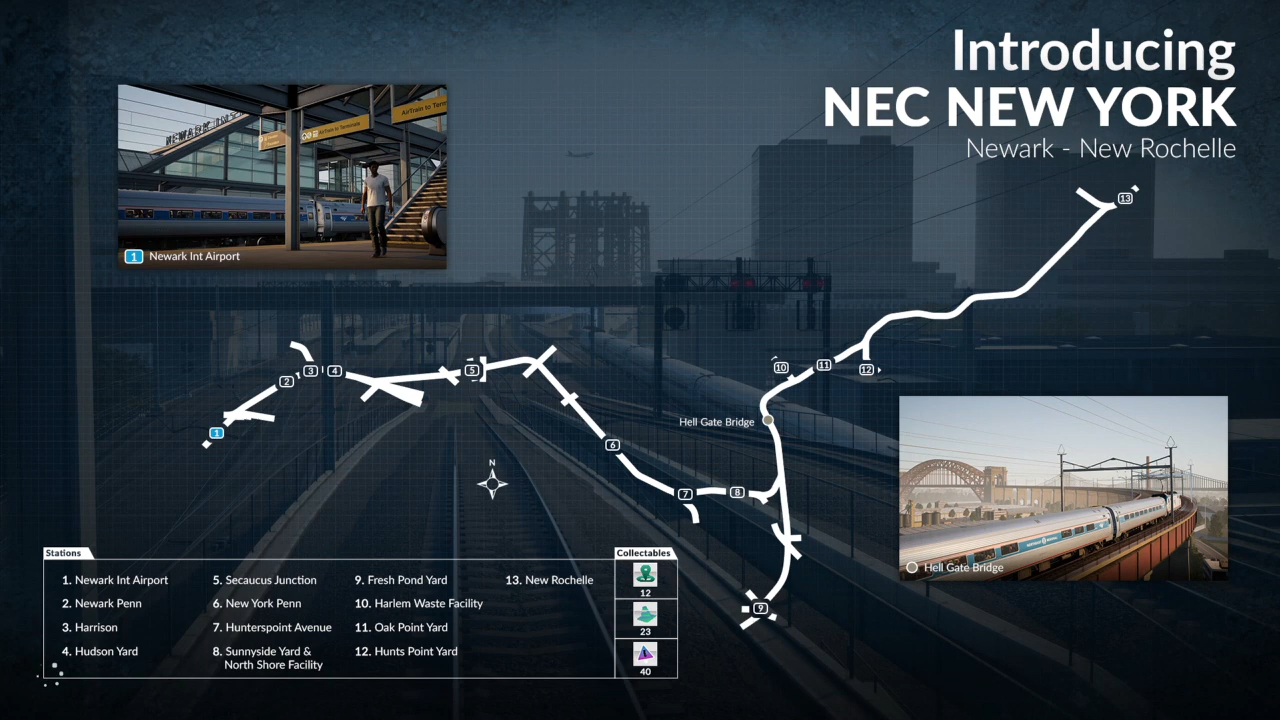 Introducing
NEC NEW YORK
Newark - New Rochelle
NEWARK INT
AirTrain to Terminals
AirTrain to Term
1 Newark Int Airport
13
10
11
12
3
4
5
2
1
Hell Gate Bridge
6
N
7
8
9
Hell Gate Bridge
Stations
1. Newark Int Airport
2. Newark Penn
3. Harrison
4. Hudson Yard
5. Secaucus Junction
6. New York Penn
7. Hunterspoint Avenue
8. Sunnyside Yard &
North Shore Facility
9. Fresh Pond Yard
10. Harlem Waste Facility
11. Oak Point Yard
12. Hunts Point Yard
13. New Rochelle
Collectables
12
23
40